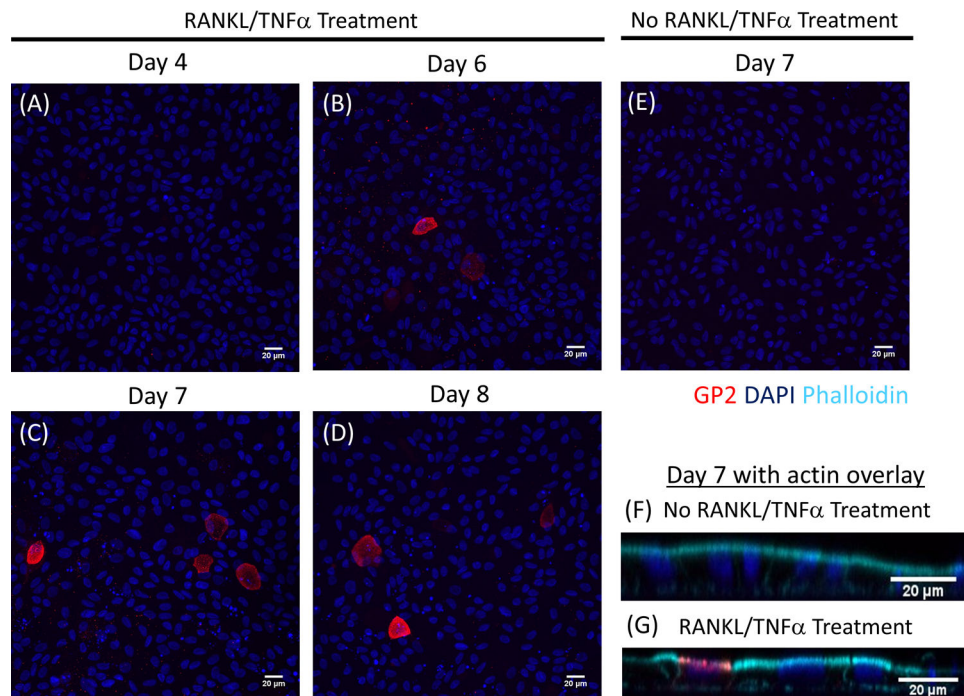 RANKL/TNFα Treatment
No RANKL/TNFα Treatment
Day 4
Day 6
Day 7
(A)
(B)
(E)
20 µm
20 µm
20 µm
GP2 DAPI Phalloidin
Day 7
Day 8
(C)
(D)
20 µm
20 µm
Day 7 with actin overlay
(F) No RANKL/TNFα Treatment
20 µm
(G) RANKL/TNFα Treatment
20 µm